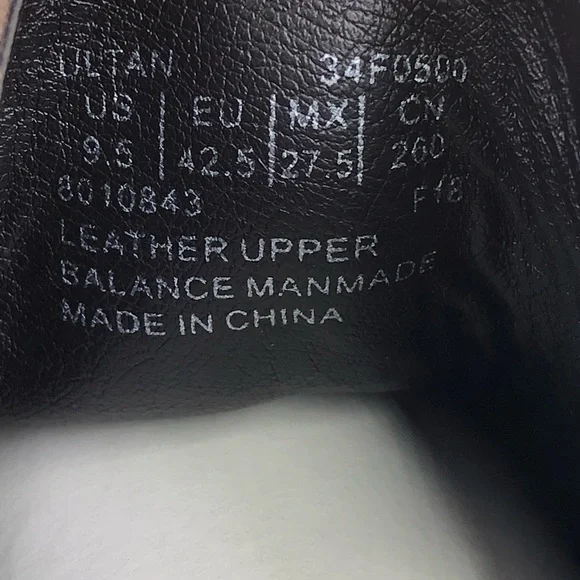 ULTAN 34F0500
US | EU | MX | CN
9.5 | 42.5 | 27.5 | 260
8010843 F18
LEATHER UPPER
BALANCE MANMADE
MADE IN CHINA